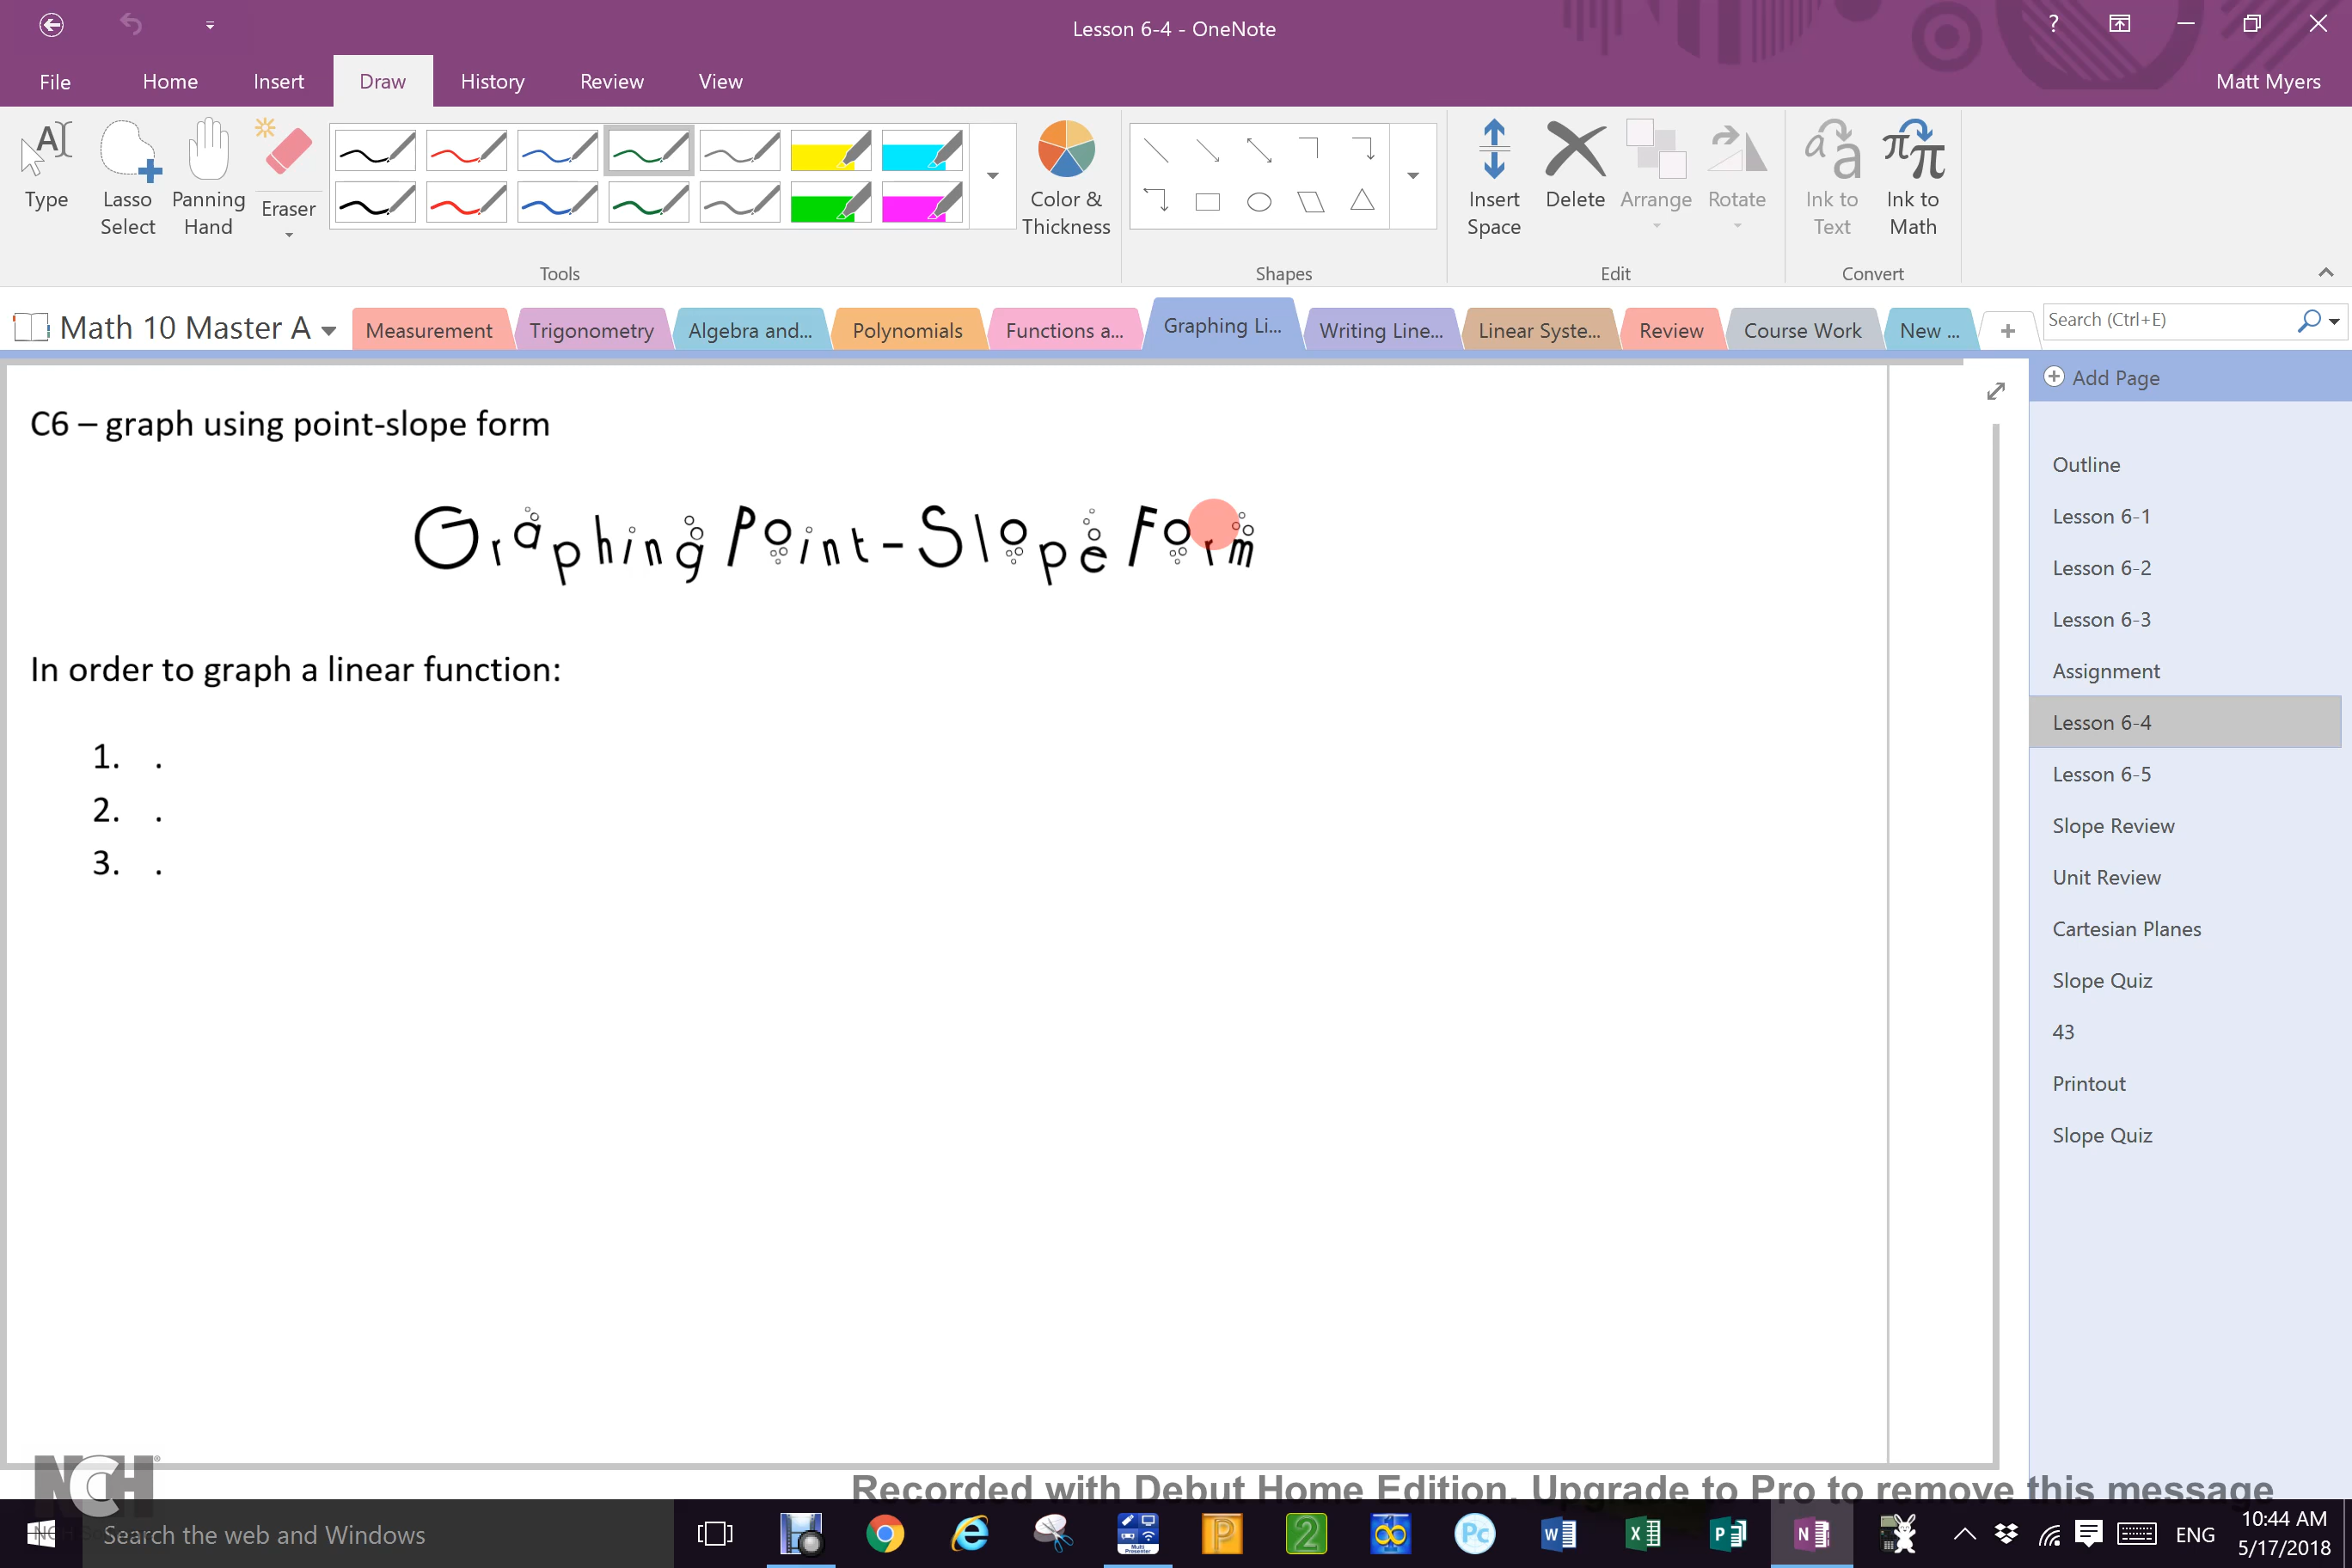 Lesson 6-4 - OneNote
?
File Home Insert Draw History Review View
Matt Myers
Type
Lasso Select
Panning Hand
Eraser
Color & Thickness
Insert Space
Delete
Arrange
Rotate
Ink to Text
Ink to Math
Tools
Shapes
Edit
Convert
Math 10 Master A
Measurement Trigonometry Algebra and... Polynomials Functions a... Graphing Li... Writing Line... Linear Syste... Review Course Work New ... +
Search (Ctrl+E)
Add Page
C6 – graph using point-slope form
Graphing Point-Slope Form
In order to graph a linear function:
1. .
2. .
3. .
Outline
Lesson 6-1
Lesson 6-2
Lesson 6-3
Assignment
Lesson 6-4
Lesson 6-5
Slope Review
Unit Review
Cartesian Planes
Slope Quiz
43
Printout
Slope Quiz
NCH
Recorded with Debut Home Edition. Upgrade to Pro to remove this message
Search the web and Windows
ENG
10:44 AM
5/17/2018